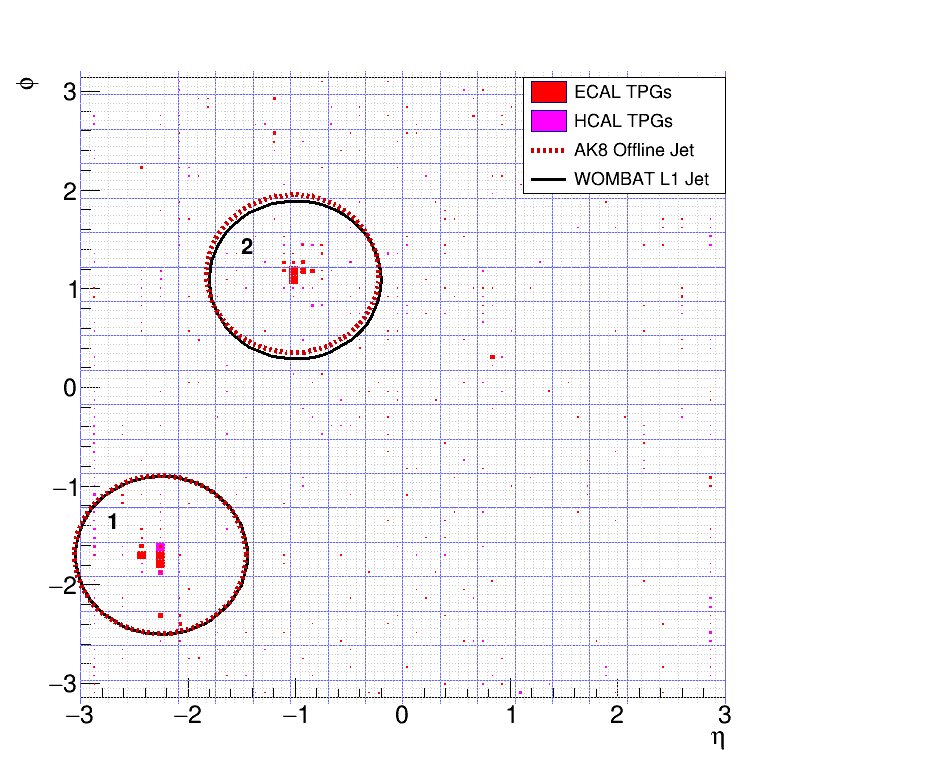 φ
3
2
1
0
−1
−2
−3
ECAL TPGs
HCAL TPGs
AK8 Offline Jet
WOMBAT L1 Jet
2
1
−3 −2 −1 0 1 2 3
η